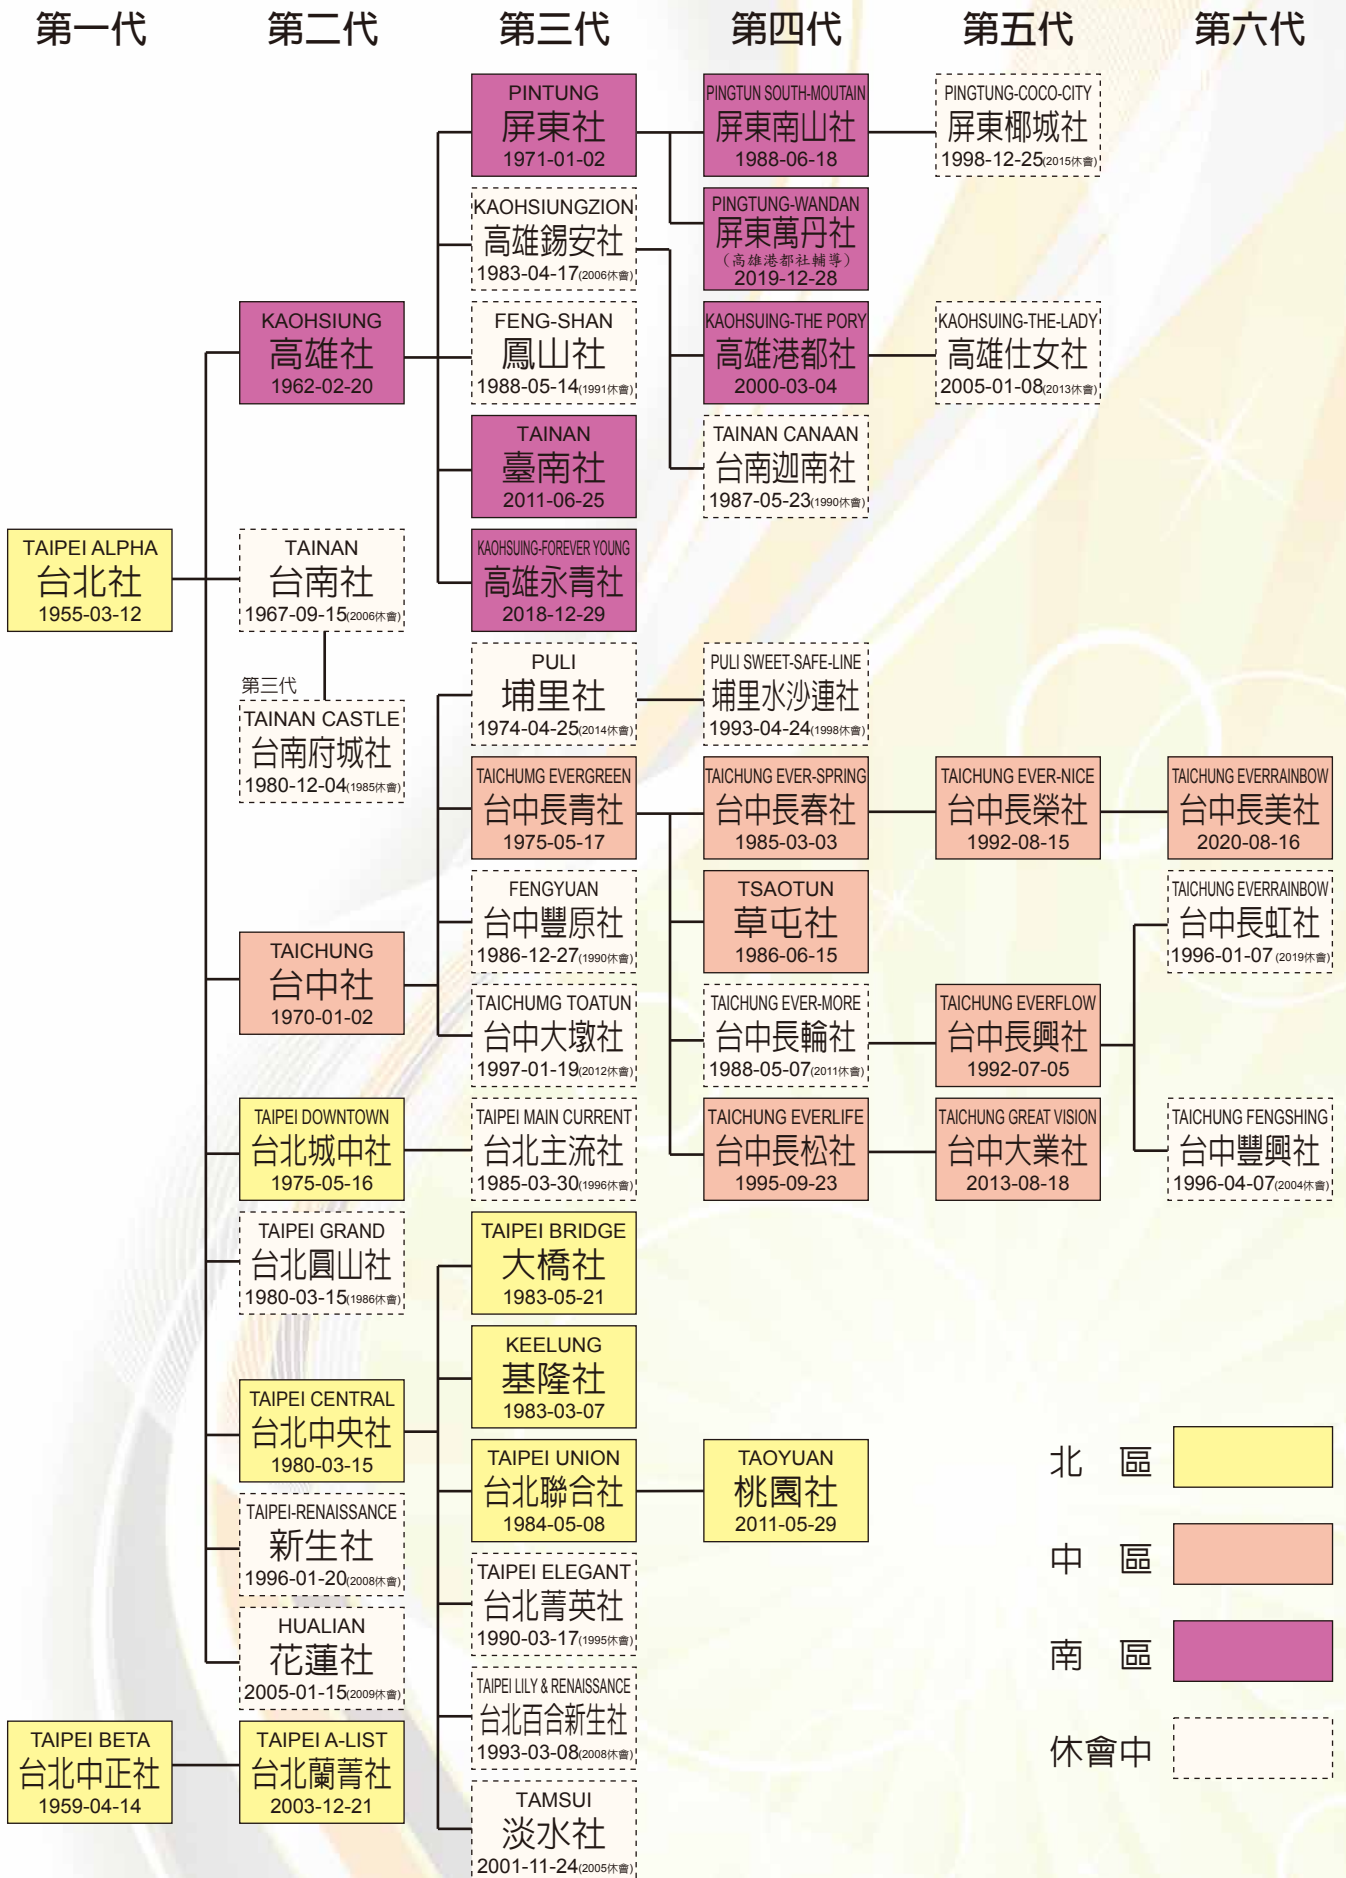 第一代
第二代
第三代
第四代
第五代
第六代
TAIPEI ALPHA
台北社
1955-03-12
TAIPEI BETA
台北中正社
1959-04-14
KAOHSIUNG
高雄社
1962-02-20
TAINAN
台南社
1967-09-15(2006休會)
第三代
TAINAN CASTLE
台南府城社
1980-12-04(1985休會)
TAICHUNG
台中社
1970-01-02
TAIPEI DOWNTOWN
台北城中社
1975-05-16
TAIPEI GRAND
台北圓山社
1980-03-15(1986休會)
TAIPEI CENTRAL
台北中央社
1980-03-15
TAIPEI-RENAISSANCE
新生社
1996-01-20(2008休會)
HUALIAN
花蓮社
2005-01-15(2009休會)
TAIPEI A-LIST
台北蘭菁社
2003-12-21
PINTUNG
屏東社
1971-01-02
KAOHSIUNGZION
高雄錫安社
1983-04-17(2006休會)
FENG-SHAN
鳳山社
1988-05-14(1991休會)
TAINAN
臺南社
2011-06-25
KAOHSUING-FOREVER YOUNG
高雄永青社
2018-12-29
PULI
埔里社
1974-04-25(2014休會)
TAICHUMG EVERGREEN
台中長青社
1975-05-17
FENGYUAN
台中豐原社
1986-12-27(1990休會)
TAICHUMG TOATUN
台中大墩社
1997-01-19(2012休會)
TAIPEI MAIN CURRENT
台北主流社
1985-03-30(1996休會)
TAIPEI BRIDGE
大橋社
1983-05-21
KEELUNG
基隆社
1983-03-07
TAIPEI UNION
台北聯合社
1984-05-08
TAIPEI ELEGANT
台北菁英社
1990-03-17(1995休會)
TAIPEI LILY & RENAISSANCE
台北百合新生社
1993-03-08(2008休會)
TAMSUI
淡水社
2001-11-24(2005休會)
PINGTUN SOUTH-MOUTAIN
屏東南山社
1988-06-18
PINGTUNG-WANDAN
屏東萬丹社
(高雄港都社輔導)
2019-12-28
KAOHSUING-THE PORY
高雄港都社
2000-03-04
TAINAN CANAAN
台南迦南社
1987-05-23(1990休會)
PULI SWEET-SAFE-LINE
埔里水沙連社
1993-04-24(1998休會)
TAICHUNG EVER-SPRING
台中長春社
1985-03-03
TSAOTUN
草屯社
1986-06-15
TAICHUNG EVER-MORE
台中長輪社
1988-05-07(2011休會)
TAICHUNG EVERLIFE
台中長松社
1995-09-23
TAOYUAN
桃園社
2011-05-29
PINGTUNG-COCO-CITY
屏東椰城社
1998-12-25(2015休會)
KAOHSUING-THE-LADY
高雄仕女社
2005-01-08(2013休會)
TAICHUNG EVER-NICE
台中長榮社
1992-08-15
TAICHUNG EVERFLOW
台中長興社
1992-07-05
TAICHUNG GREAT VISION
台中大業社
2013-08-18
TAICHUNG EVERRAINBOW
台中長美社
2020-08-16
TAICHUNG EVERRAINBOW
台中長虹社
1996-01-07 (2019休會)
TAICHUNG FENGSHING
台中豐興社
1996-04-07(2004休會)
北 區
中 區
南 區
休會中